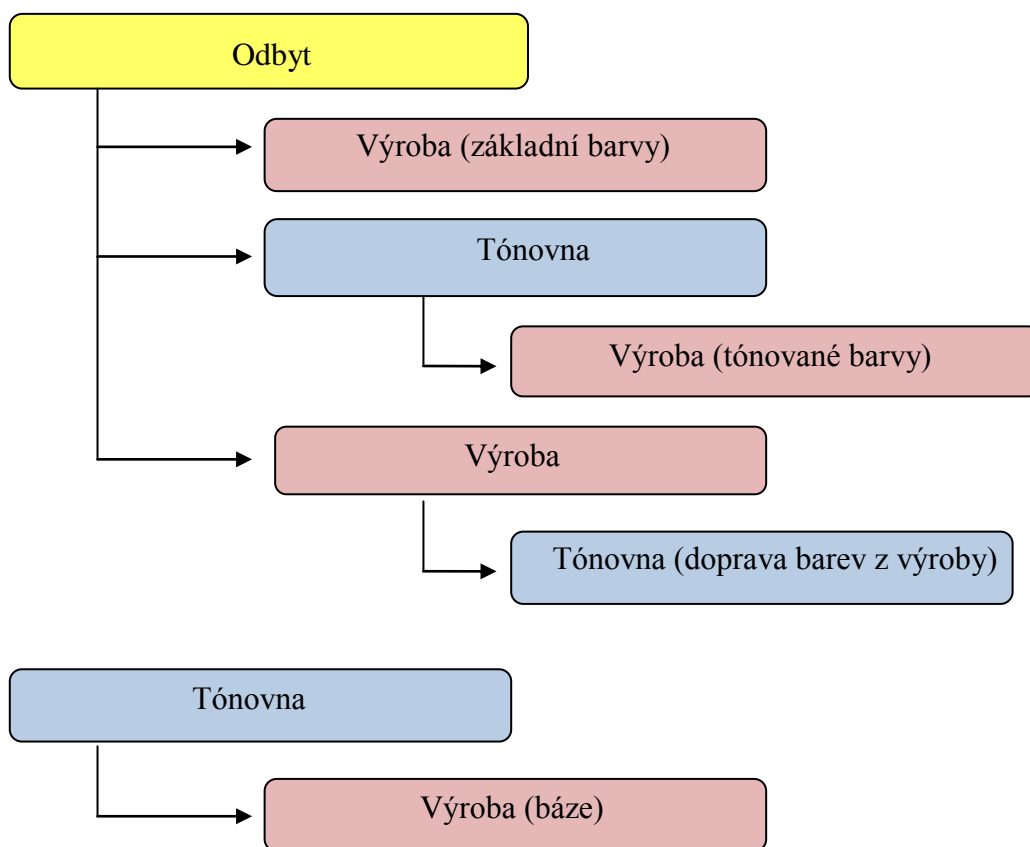 Odbyt
Výroba (základní barvy)
Tónovna
Výroba (tónované barvy)
Výroba
Tónovna (doprava barev z výroby)
Tónovna
Výroba (báze)